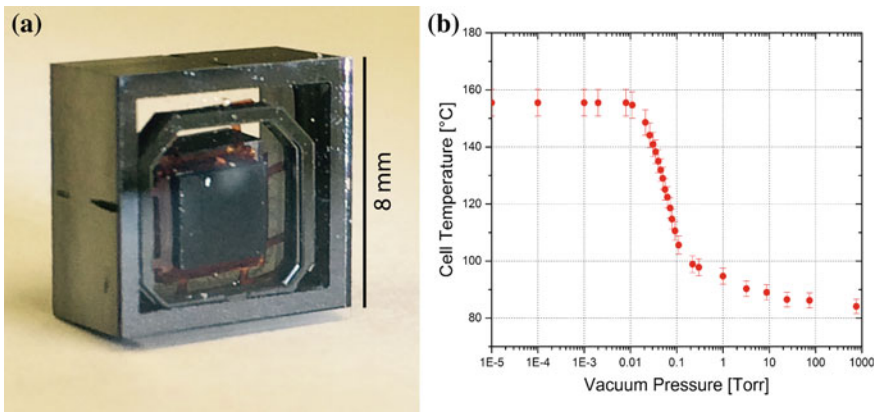 (a)
8 mm
(b)
Cell Temperature [°C]
180
160
140
120
100
80
1E-5 1E-4 1E-3 0.01 0.1 1 10 100 1000
Vacuum Pressure [Torr]